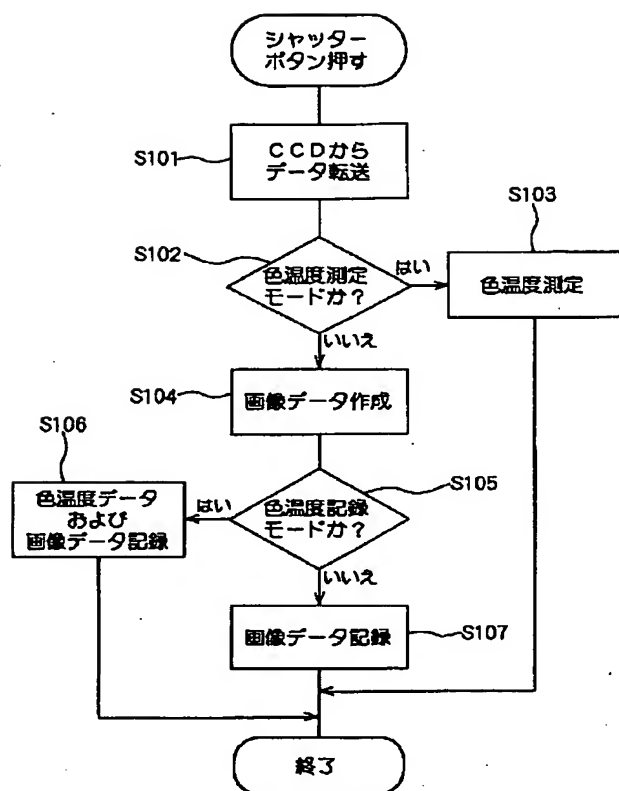 シャッター
ボタン押す
S101
CCDから
データ転送
S102
色温度測定
モードか？
はい
S103
色温度測定
いいえ
S104
画像データ作成
S105
色温度記録
モードか？
はい
S106
色温度データ
および
画像データ記録
いいえ
S107
画像データ記録
終了